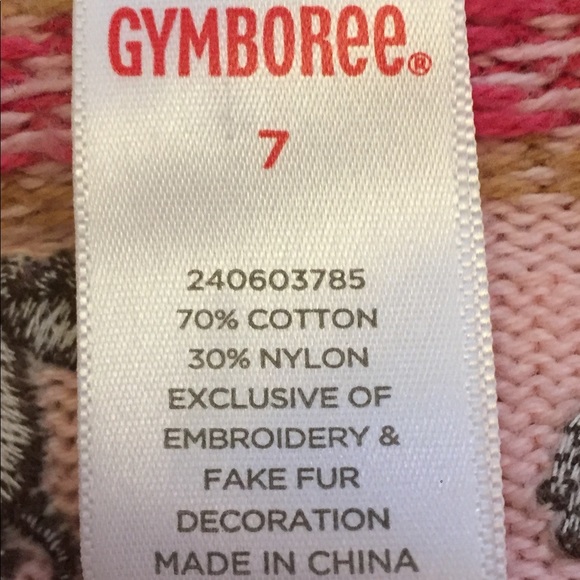 GYMBOREE®
7
240603785
70% COTTON
30% NYLON
EXCLUSIVE OF
EMBROIDERY &
FAKE FUR
DECORATION
MADE IN CHINA